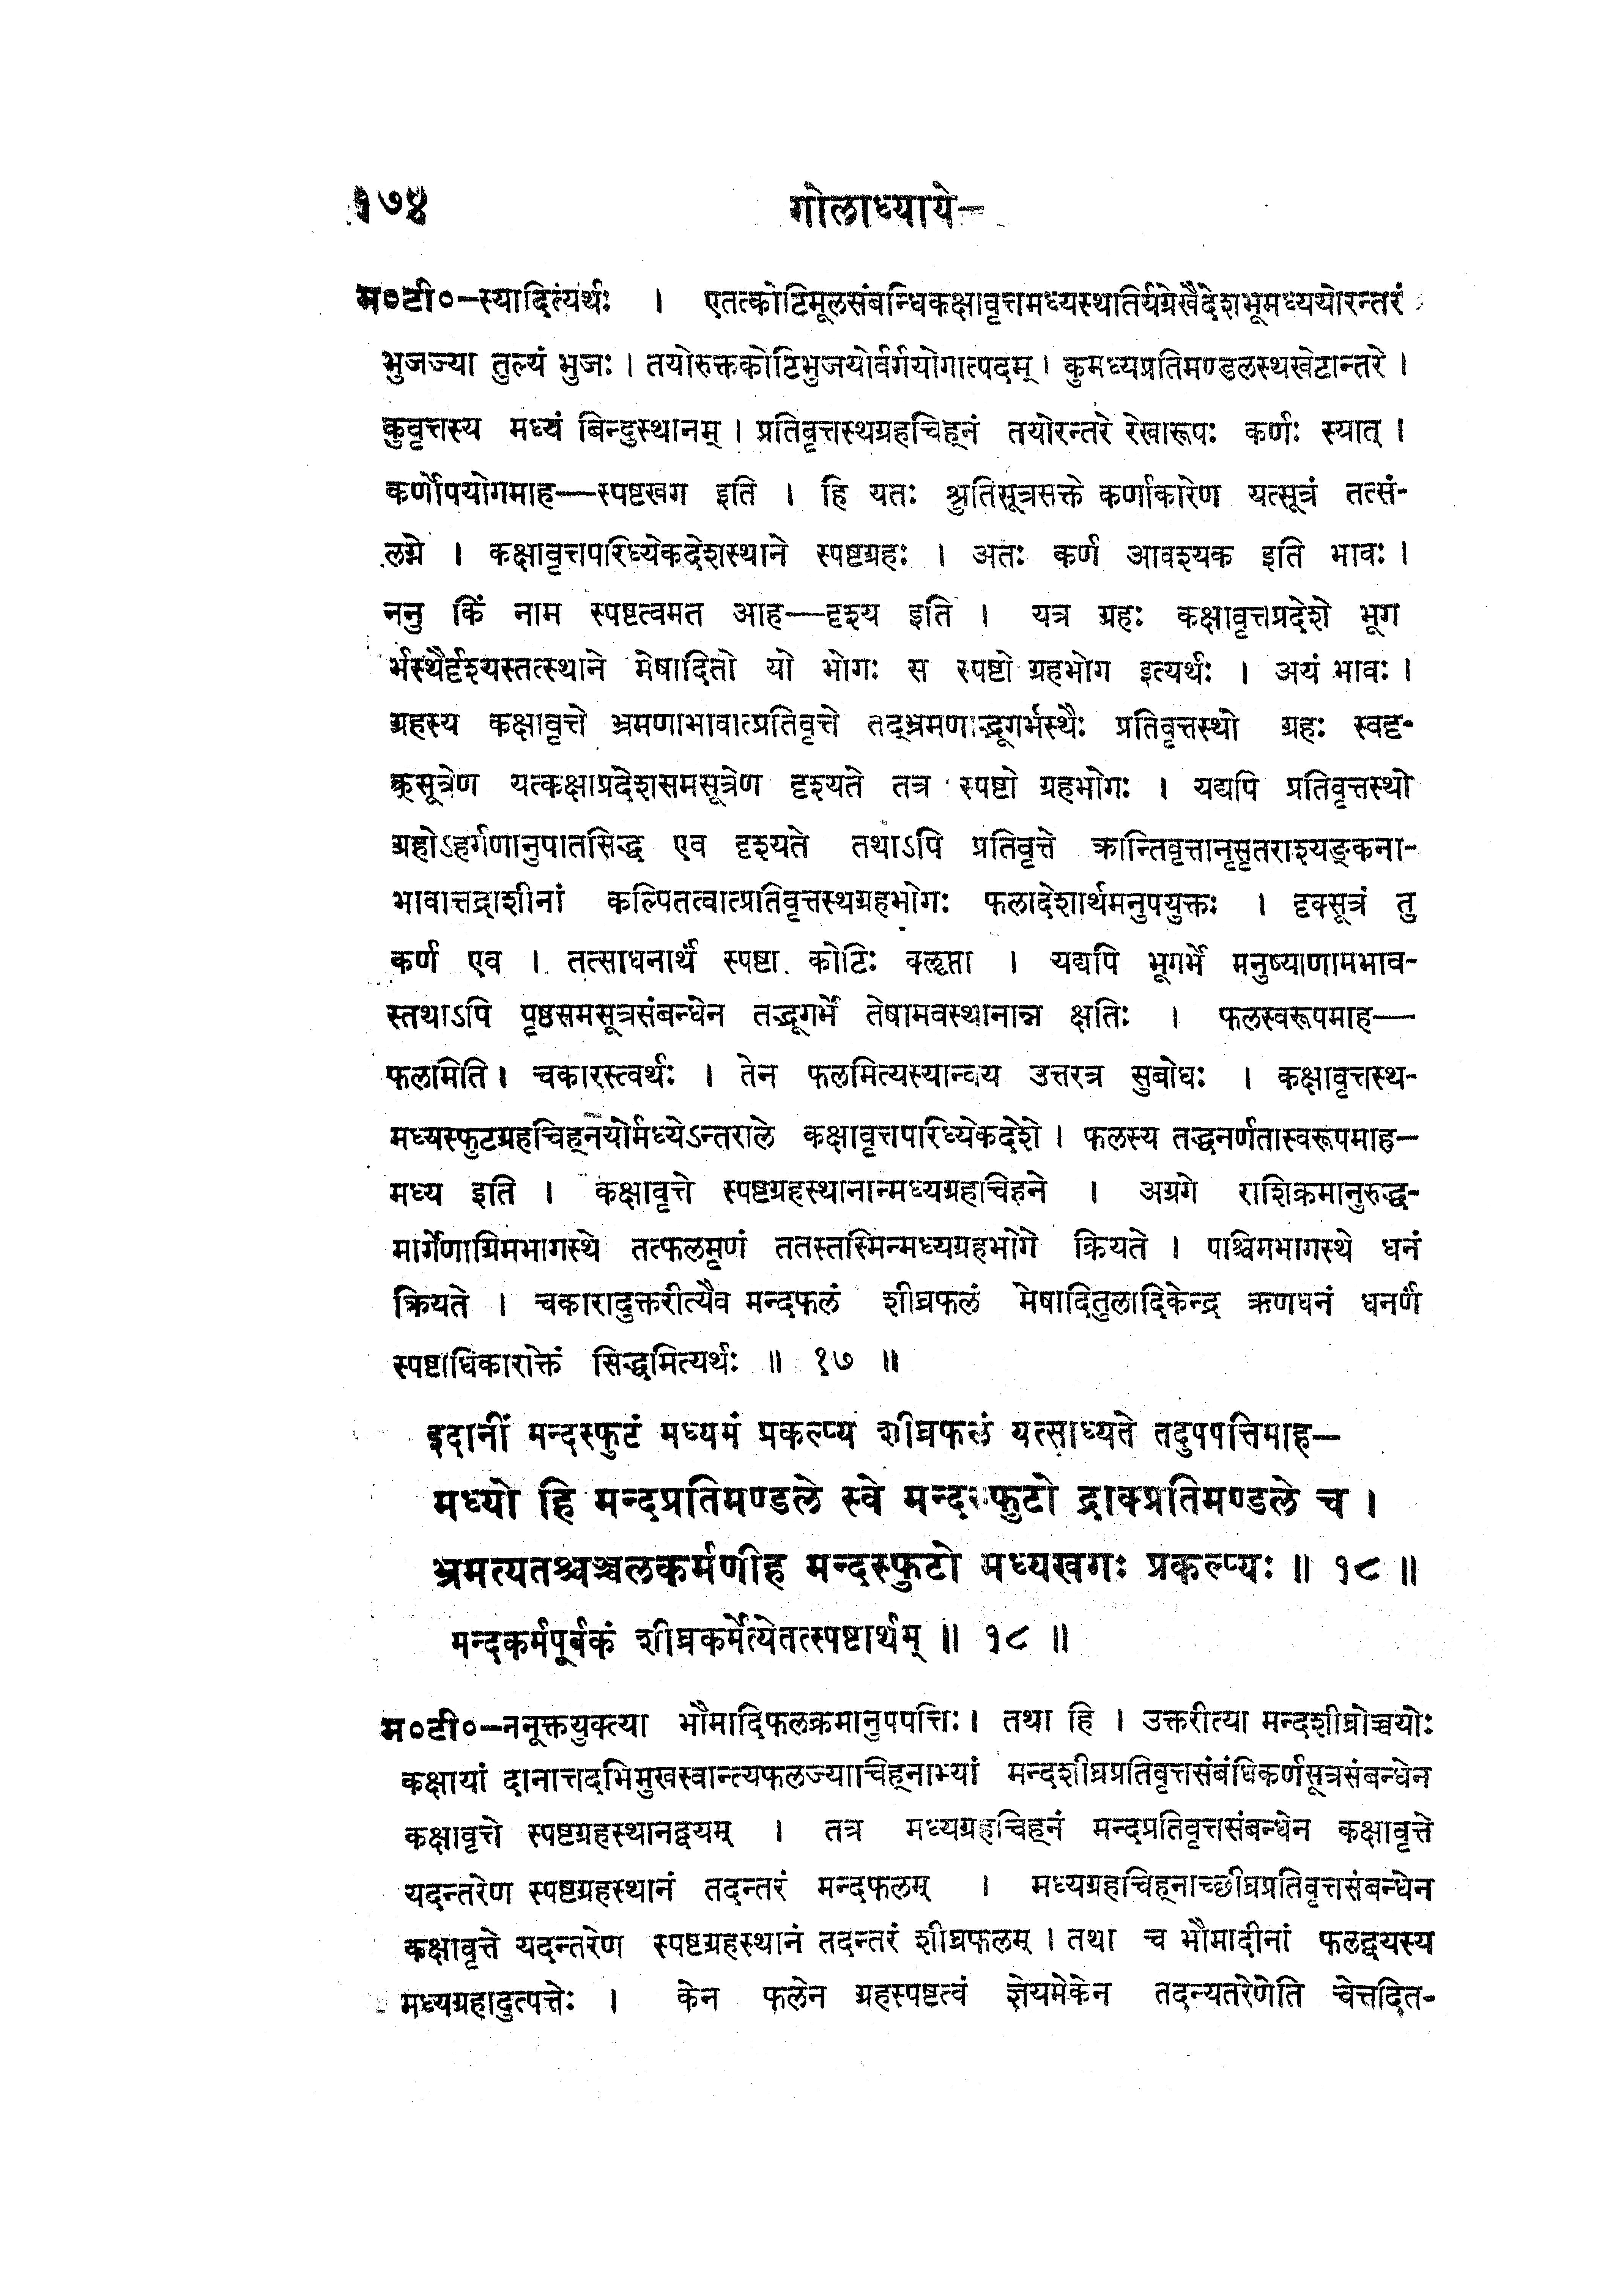 १७४ गोलाध्याये-
म०टी०-स्यादित्यर्थः । एतत्कोटिमूलसंबन्धिकक्षावृत्तमध्यस्थतिर्यग्रेखैदेशभूमध्ययोरन्तरं
भुजज्या तुल्यं भुजः । तयोरुक्तकोटिभुजयोर्वर्गयोगात्पदम् । कुमध्यप्रतिमण्डलस्थखेटान्तरे ।
कुवृत्तस्य मध्यं बिन्दुस्थानम् । प्रतिवृत्तस्थग्रहचिह्नं तयोरन्तरे रेखारूपः कर्णः स्यात् ।
कर्णोपयोगमाह—स्पष्टखग इति । हि यतः श्रुतिसूत्रसक्ते कर्णाकारेण यत्सूत्रं तत्सं-
लग्ने । कक्षावृत्तपरिध्येकदेशस्थाने स्पष्टग्रहः । अतः कर्ण आवश्यक इति भावः ।
ननु किं नाम स्पष्टत्वमत आह—दृश्य इति । यत्र ग्रहः कक्षावृत्तप्रदेशे भूग
र्भस्थैर्दृश्यस्तत्स्थाने मेषादितो यो भोगः स स्पष्टो ग्रहभोग इत्यर्थः । अयं भावः ।
ग्रहस्य कक्षावृत्ते भ्रमणाभावात्प्रतिवृत्ते तद्भ्रमणाद्भूगर्भस्थैः प्रतिवृत्तस्थो ग्रहः स्वदृ-
क्सूत्रेण यत्कक्षाप्रदेशसमसूत्रेण दृश्यते तत्र स्पष्टो ग्रहभोगः । यद्यपि प्रतिवृत्तस्थो
ग्रहोऽहर्गणानुपातसिद्ध एव दृश्यते तथाऽपि प्रतिवृत्ते क्रान्तिवृत्तानृसृतराश्यङ्कना-
भावात्तद्राशीनां कल्पितत्वात्प्रतिवृत्तस्थग्रहभोगः फलादेशार्थमनुपयुक्तः । दृक्सूत्रं तु
कर्ण एव । तत्साधनार्थं स्पष्टा कोटिः क्लृप्ता । यद्यपि भूगर्भे मनुष्याणामभाव-
स्तथाऽपि पृष्ठसमसूत्रसंबन्धेन तद्भूगर्भे तेषामवस्थानान्न क्षतिः । फलस्वरूपमाह—
फलमिति । चकारस्त्वर्थः । तेन फलमित्यस्यान्वय उत्तरत्र सुबोधः । कक्षावृत्तस्थ-
मध्यस्फुटग्रहचिह्नयोर्मध्येऽन्तराले कक्षावृत्तपरिध्येकदेशे । फलस्य तद्धनर्णतास्वरूपमाह—
मध्य इति । कक्षावृत्ते स्पष्टग्रहस्थानान्मध्यग्रहचिह्ने । अग्रगे राशिक्रमानुरुद्ध-
मार्गेणाग्रिमभागस्थे तत्फलमृणं ततस्तस्मिन्मध्यग्रहभोगे क्रियते । पश्चिमभागस्थे धनं
क्रियते । चकारादुक्तरीत्यैव मन्दफलं शीघ्रफलं मेषादितुलादिकेन्द्र ऋणधनं धनर्णं
स्पष्टाधिकारोक्तं सिद्धमित्यर्थः ॥ १७ ॥
इदानीं मन्दस्फुटं मध्यमं प्रकल्प्य शीघ्रफलं यत्साध्यते तदुपपत्तिमाह—
मध्यो हि मन्दप्रतिमण्डले स्वे मन्दस्फुटो द्राक्प्रतिमण्डले च ।
भ्रमत्यतश्चञ्चलकर्मणीह मन्दस्फुटो मध्यखगः प्रकल्प्यः ॥ १८ ॥
मन्दकर्मपूर्वकं शीघ्रकर्मेत्येतत्स्पष्टार्थम् ॥ १८ ॥
म०टी०-ननूक्तयुक्त्या भौमादिफलक्रमानुपपत्तिः । तथा हि । उक्तरीत्या मन्दशीघ्रोच्चयोः
कक्षायां दानात्तदभिमुखस्वान्त्यफलज्याचिह्नाभ्यां मन्दशीघ्रप्रतिवृत्तसंबंधिकर्णसूत्रसंबन्धेन
कक्षावृत्ते स्पष्टग्रहस्थानद्वयम् । तत्र मध्यग्रहचिह्नं मन्दप्रतिवृत्तसंबन्धेन कक्षावृत्ते
यदन्तरेण स्पष्टग्रहस्थानं तदन्तरं मन्दफलम् । मध्यग्रहचिह्नाच्छीघ्रप्रतिवृत्तसंबन्धेन
कक्षावृत्ते यदन्तरेण स्पष्टग्रहस्थानं तदन्तरं शीघ्रफलम् । तथा च भौमादीनां फलद्वयस्य
मध्यग्रहादुत्पत्तेः । केन फलेन ग्रहस्पष्टत्वं ज्ञेयमेकेन तदन्यतरेणेति चेत्तदित-